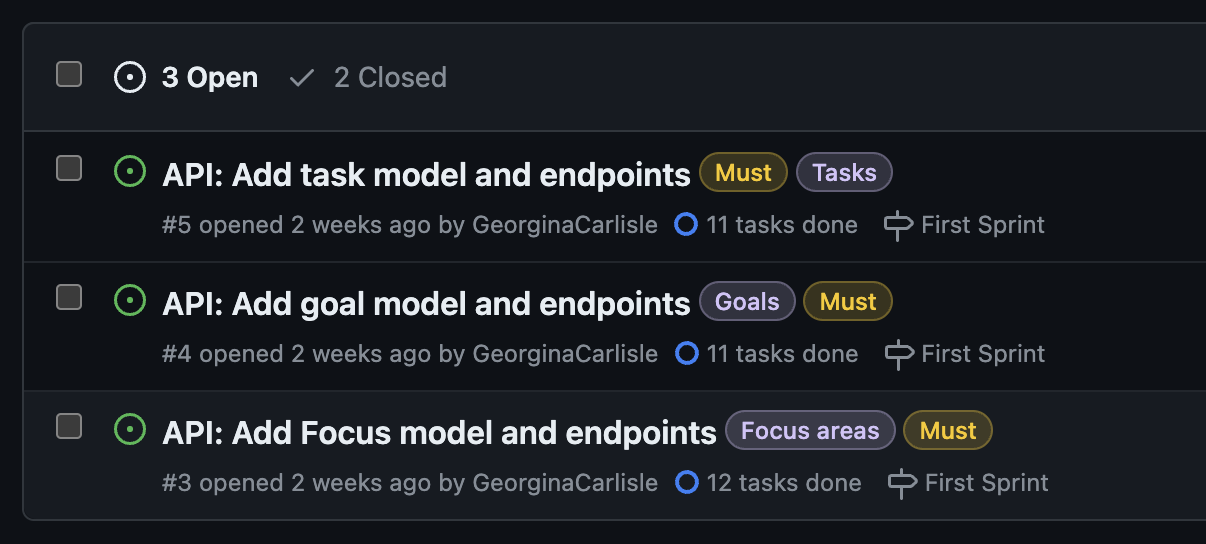 3 Open 2 Closed
API: Add task model and endpoints Must Tasks
#5 opened 2 weeks ago by GeorginaCarlisle 11 tasks done First Sprint
API: Add goal model and endpoints Goals Must
#4 opened 2 weeks ago by GeorginaCarlisle 11 tasks done First Sprint
API: Add Focus model and endpoints Focus areas Must
#3 opened 2 weeks ago by GeorginaCarlisle 12 tasks done First Sprint